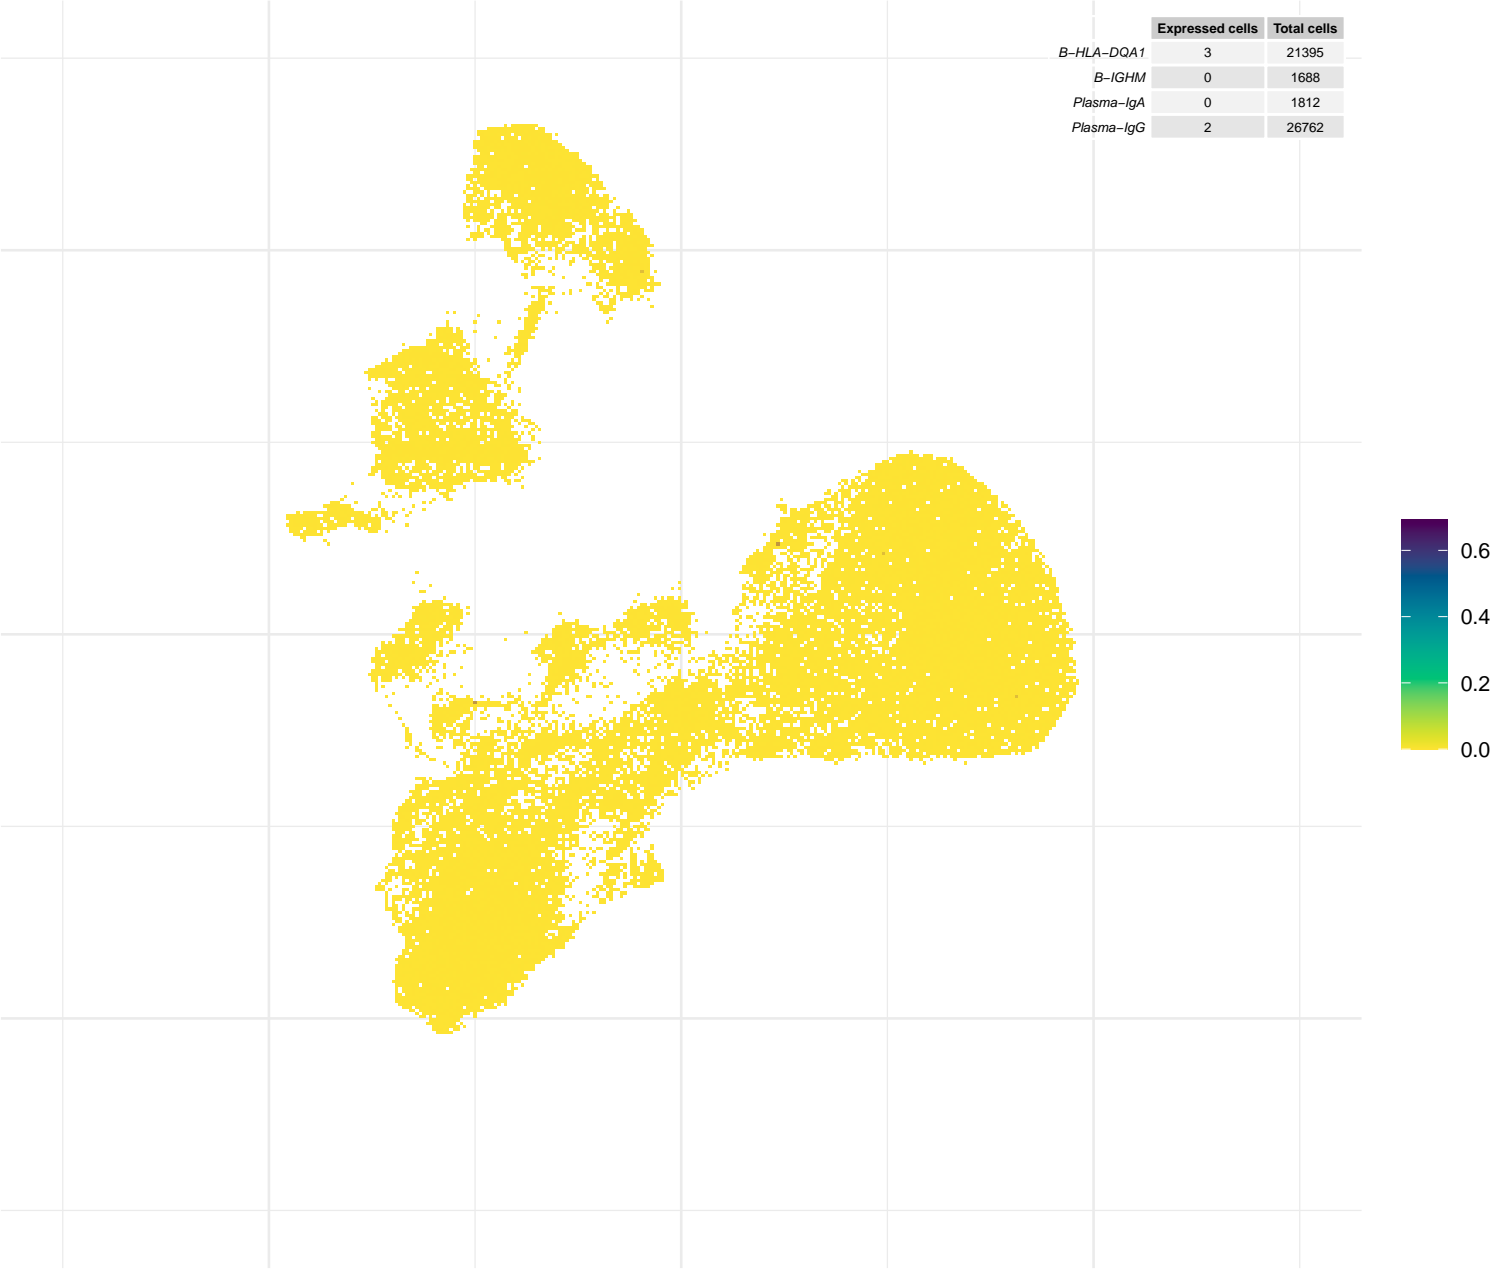 Expressed cells Total cells
B−HLA−DQA1 3 21395
B−IGHM 0 1688
Plasma−IgA 0 1812
Plasma−IgG 2 26762
0.6
0.4
0.2
0.0